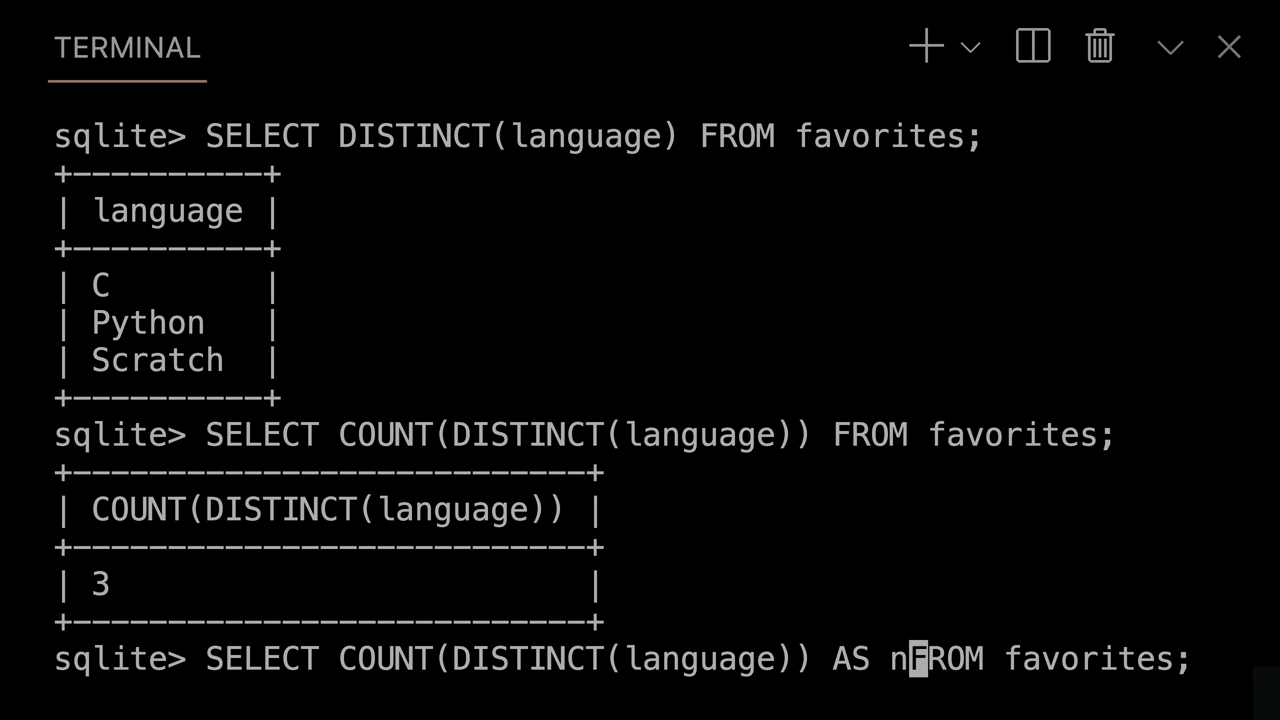 TERMINAL
sqlite> SELECT DISTINCT(language) FROM favorites;
+----------+
| language |
+----------+
| C        |
| Python   |
| Scratch  |
+----------+
sqlite> SELECT COUNT(DISTINCT(language)) FROM favorites;
+---------------------------+
| COUNT(DISTINCT(language)) |
+---------------------------+
| 3                         |
+---------------------------+
sqlite> SELECT COUNT(DISTINCT(language)) AS nFROM favorites;